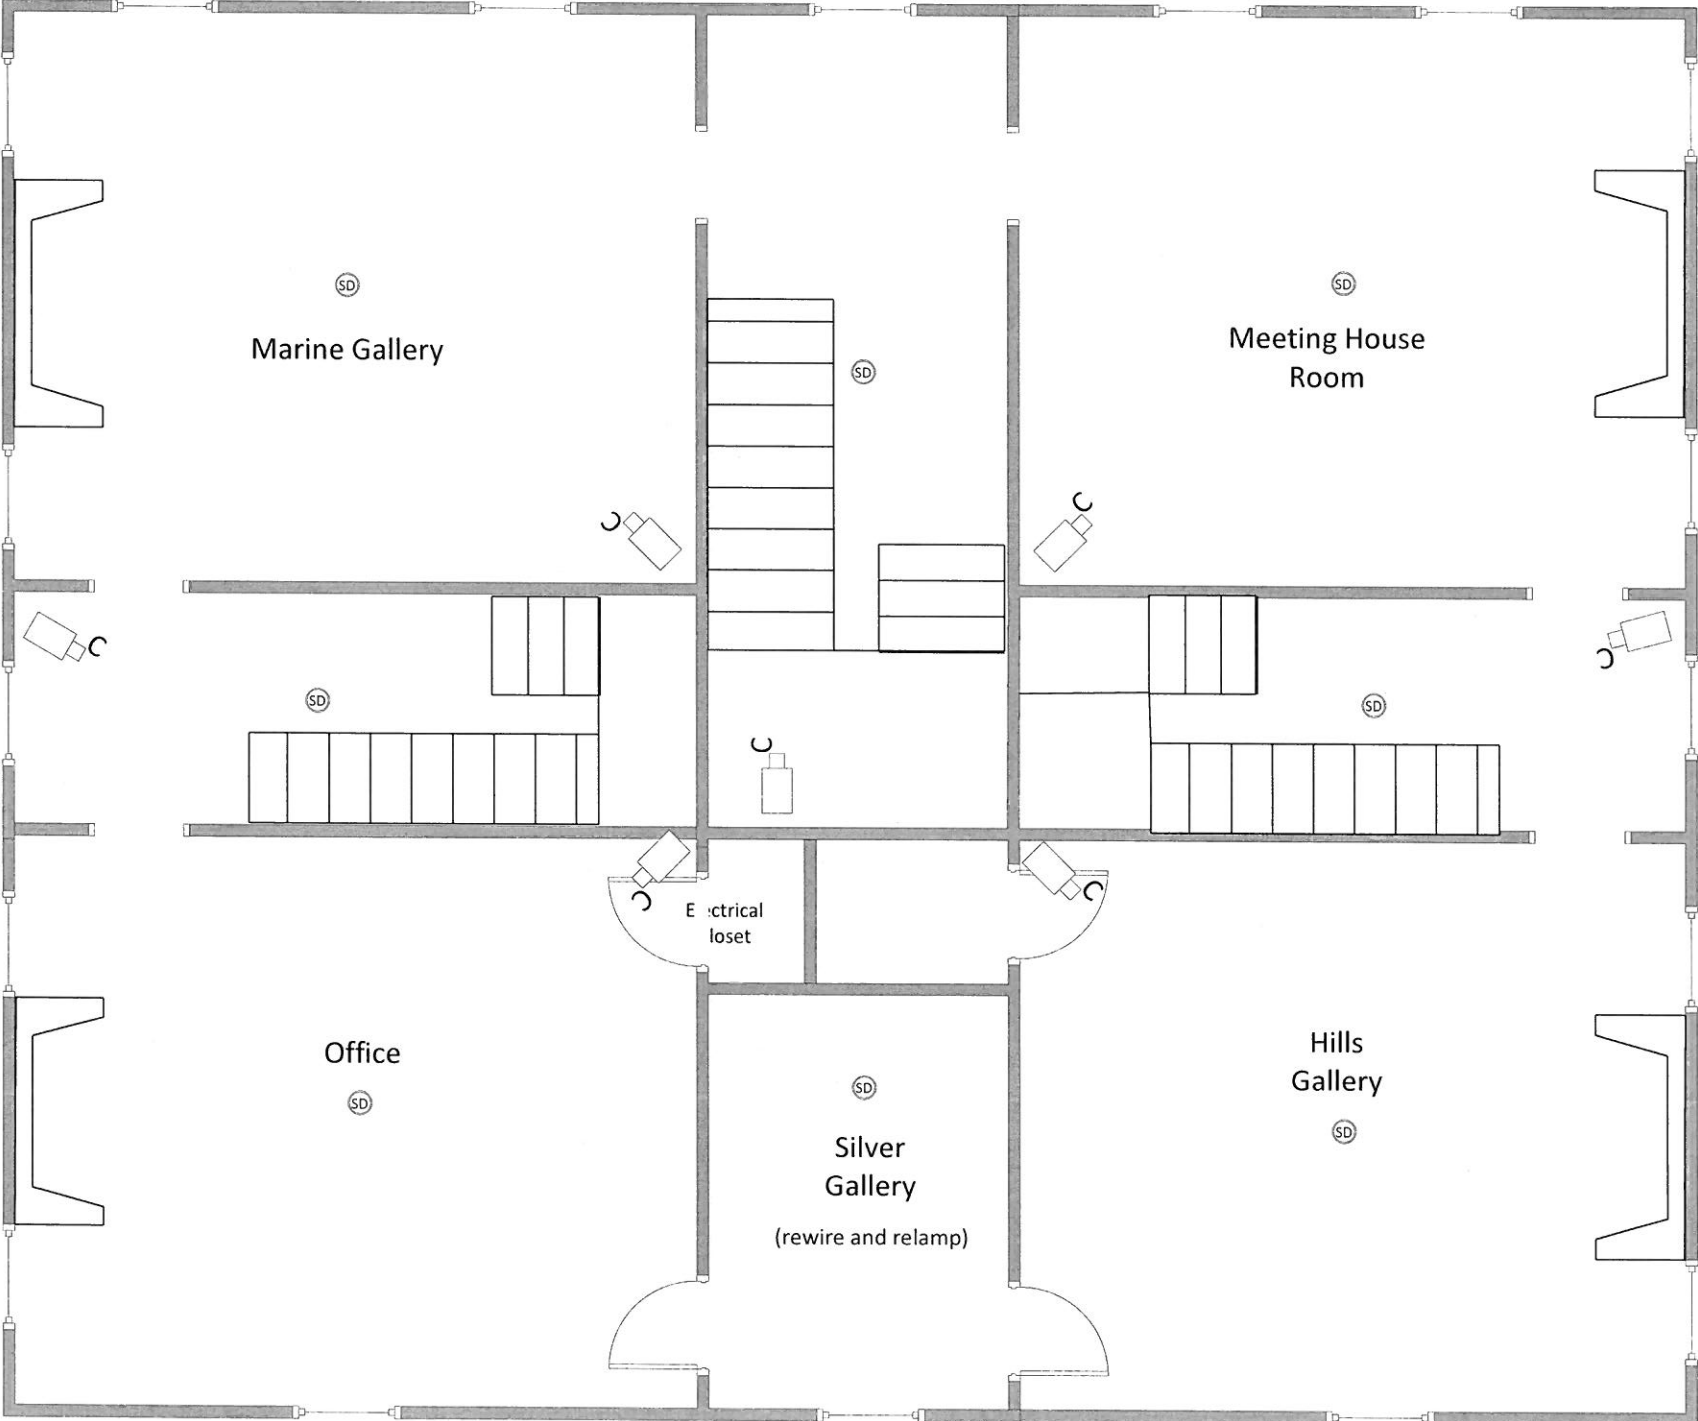 SD
SD
Marine Gallery
Meeting House
Room
SD
C
C
C
C
SD
SD
C
C
C
E ctrical
loset
Office
SD
Hills
Gallery
SD
SD
Silver
Gallery
(rewire and relamp)